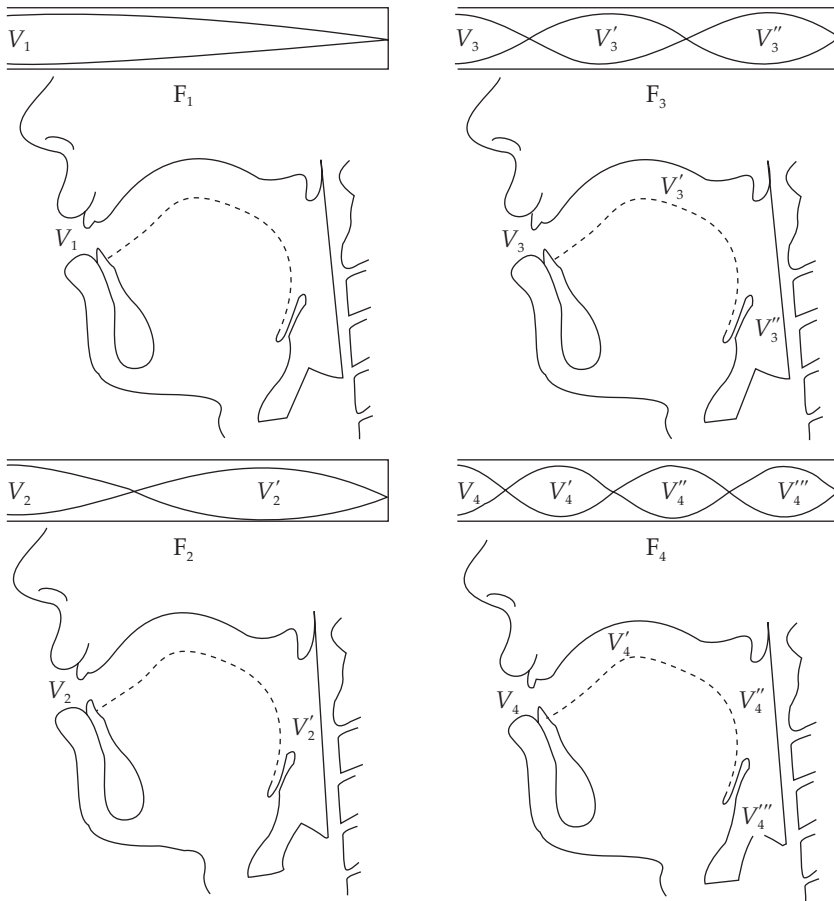 V₁
F₁
V₁
V₃ V₃′ V₃″
F₃
V₃′
V₃
V₃″
V₂ V₂′
F₂
V₂
V₂′
V₄ V₄′ V₄″ V₄‴
F₄
V₄′
V₄ V₄″
V₄‴